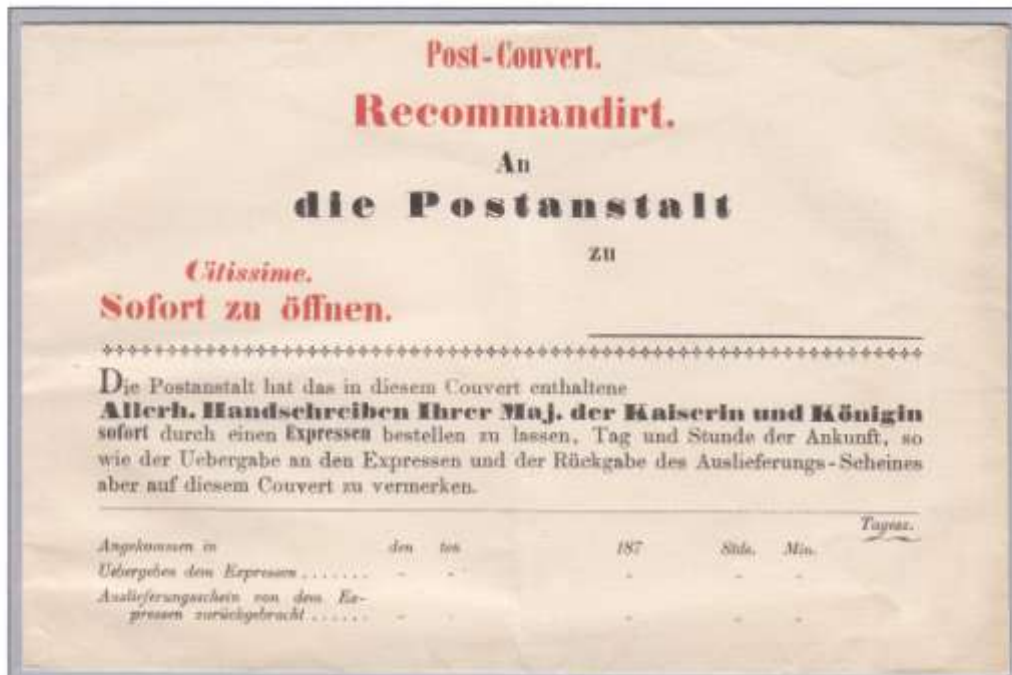 Post-Couvert.
Recommandirt.
An
die Postanstalt
zu
Citissime.
Sofort zu öffnen.
Die Postanstalt hat das in diesem Couvert enthaltene
Allerh. Handschreiben Ihrer Maj. der Kaiserin und Königin
sofort durch einen Expressen bestellen zu lassen, Tag und Stunde der Ankunft, so
wie der Uebergabe an den Expressen und der Rückgabe des Auslieferungs-Scheines
aber auf diesem Couvert zu vermerken.
Tagesz.
Angekommen in den ten 187 Stde. Min.
Uebergeben dem Expressen ....... " " " " "
Auslieferungsschein von dem Ex-
pressen zurückgebracht ...... " " " " "